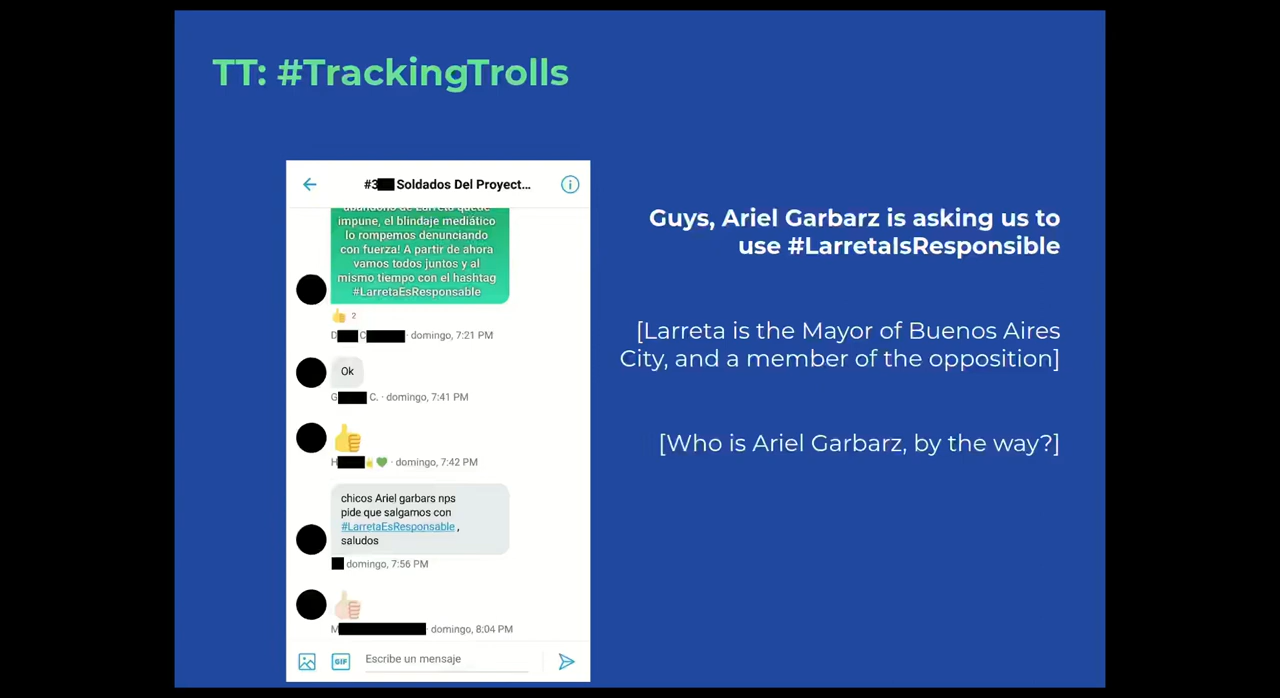 TT: #TrackingTrolls
#3 Soldados Del Proyect...
impune, el blindaje mediático
lo rompemos denunciando
con fuerza! A partir de ahora
vamos todos juntos y al
mismo tiempo con el hashtag
#LarretaEsResponsable
2
D C · domingo, 7:21 PM
Ok
G C. · domingo, 7:41 PM
H · domingo, 7:42 PM
chicos Ariel garbars nps
pide que salgamos con
#LarretaEsResponsable ,
saludos
domingo, 7:56 PM
M · domingo, 8:04 PM
GIF Escribe un mensaje
Guys, Ariel Garbarz is asking us to
use #LarretaIsResponsible
[Larreta is the Mayor of Buenos Aires
City, and a member of the opposition]
[Who is Ariel Garbarz, by the way?]